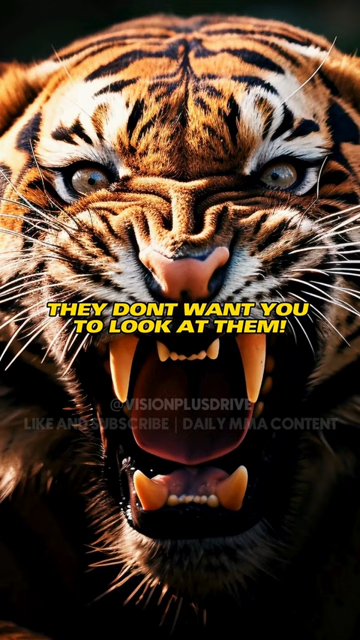 THEY DONT WANT YOU
TO LOOK AT THEM!
@VISIONPLUSDRIVE
LIKE AND SUBSCRIBE | DAILY MMA CONTENT